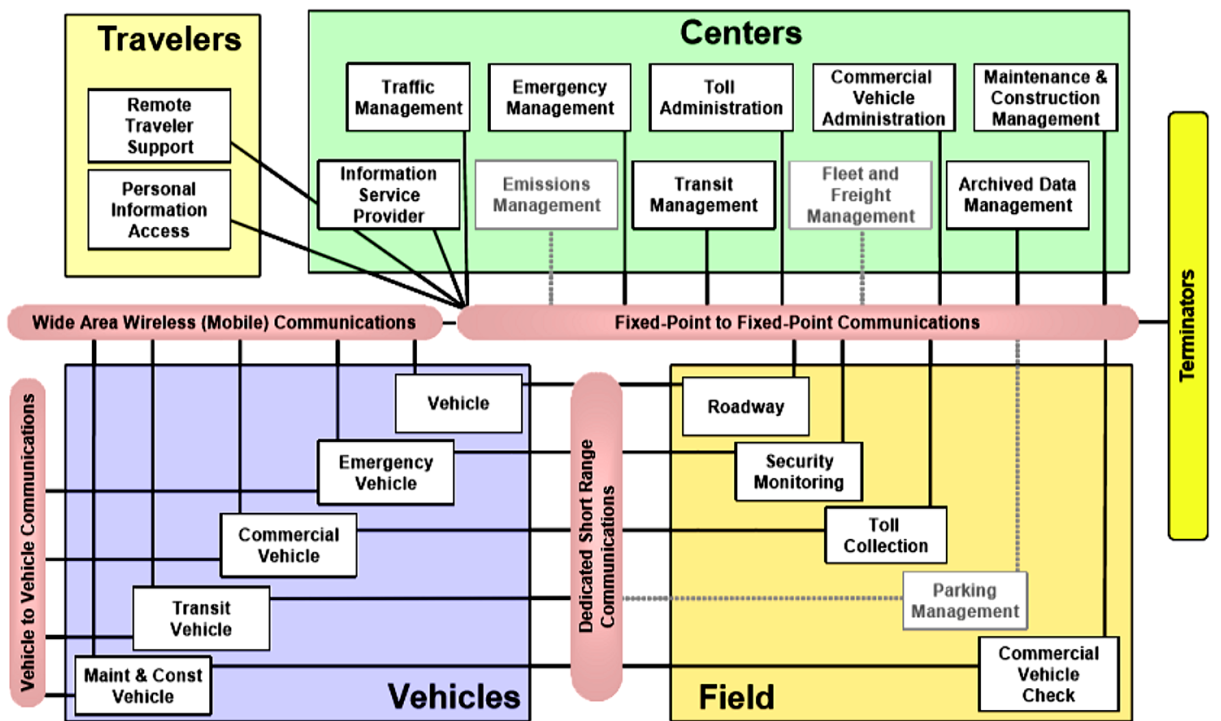 Travelers
Remote
Traveler
Support
Personal
Information
Access
Centers
Traffic
Management
Emergency
Management
Toll
Administration
Commercial
Vehicle
Administration
Maintenance &
Construction
Management
Information
Service
Provider
Emissions
Management
Transit
Management
Fleet and
Freight
Management
Archived Data
Management
Wide Area Wireless (Mobile) Communications
Fixed-Point to Fixed-Point Communications
Terminators
Vehicle to Vehicle Communications
Vehicle
Emergency
Vehicle
Commercial
Vehicle
Transit
Vehicle
Maint & Const
Vehicle
Vehicles
Dedicated Short Range
Communications
Roadway
Security
Monitoring
Toll
Collection
Parking
Management
Commercial
Vehicle
Check
Field